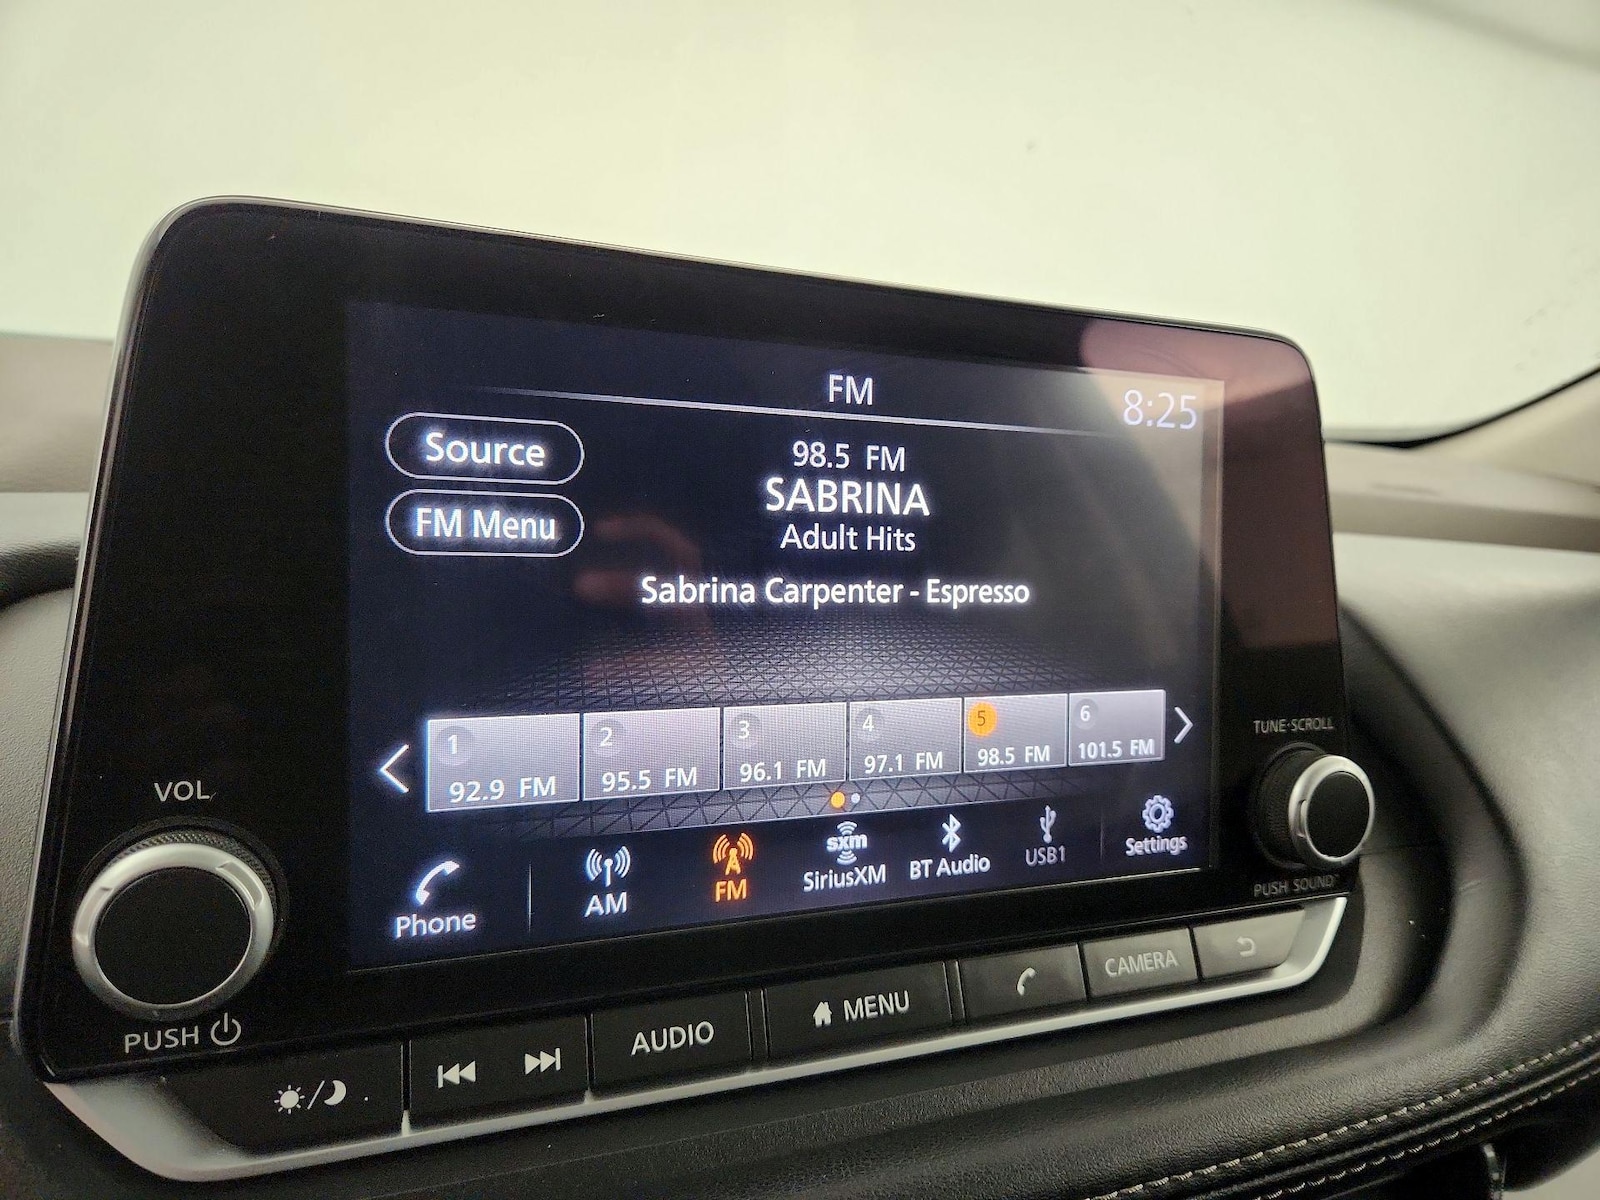 FM
8:25
Source
98.5 FM
SABRINA
FM Menu
Adult Hits
Sabrina Carpenter - Espresso
1 2 3 4 5 6
92.9 FM 95.5 FM 96.1 FM 97.1 FM 98.5 FM 101.5 FM
Phone
AM
FM
sxm
SiriusXM
BT Audio
USB1
Settings
VOL
PUSH
TUNE·SCROLL
PUSH SOUND
AUDIO
MENU
CAMERA